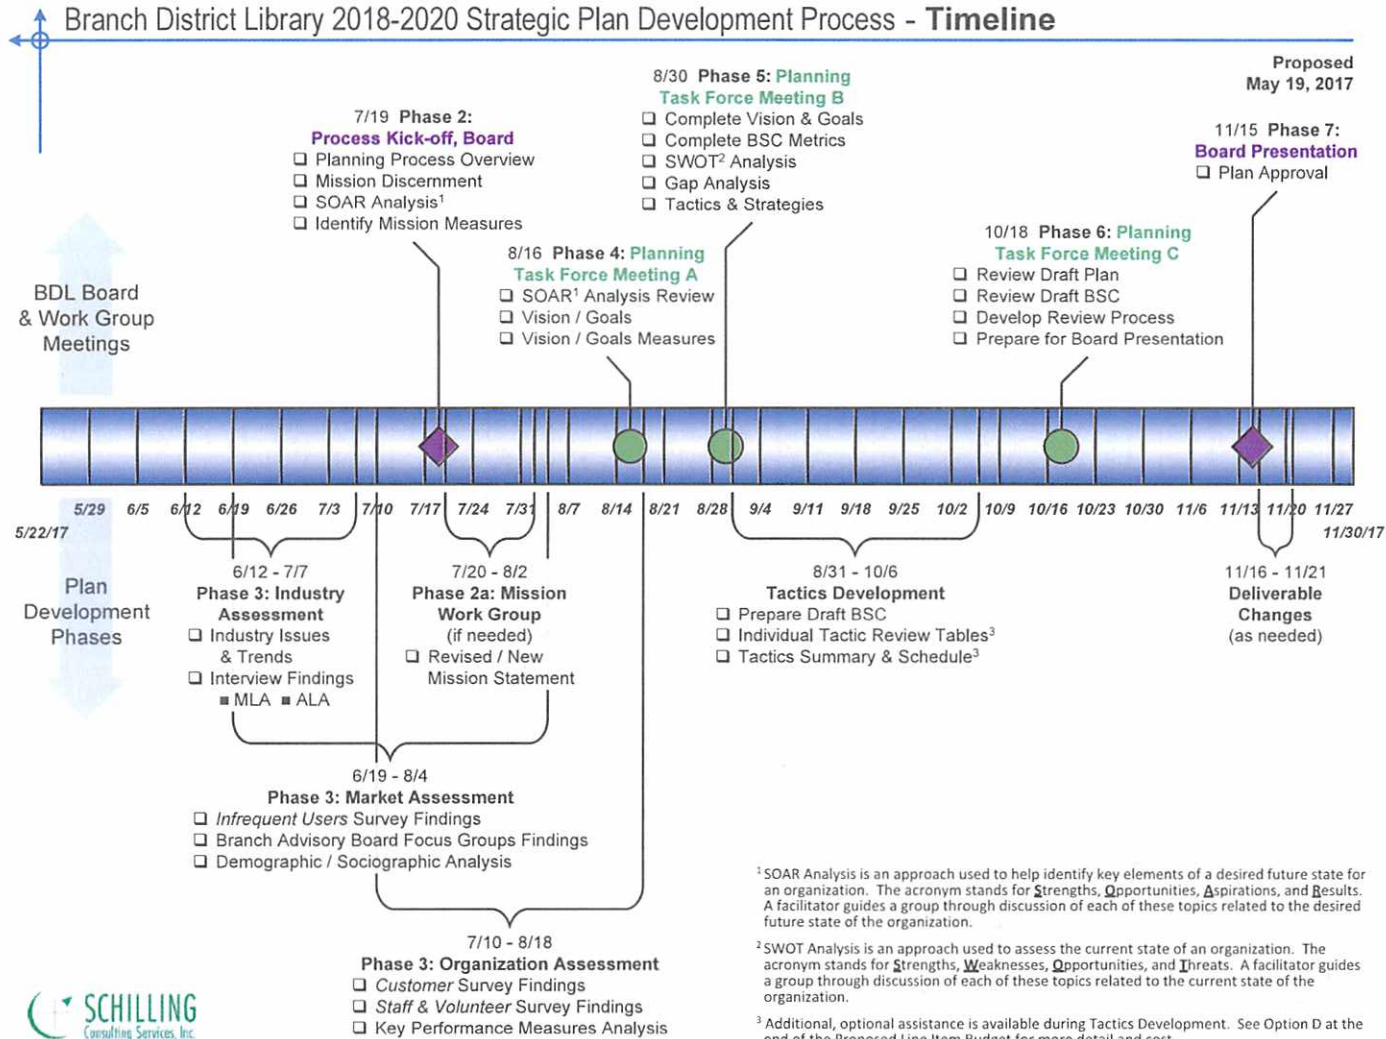 Branch District Library 2018-2020 Strategic Plan Development Process - Timeline
Proposed
May 19, 2017
8/30 Phase 5: Planning
Task Force Meeting B
❑ Complete Vision & Goals
❑ Complete BSC Metrics
❑ SWOT² Analysis
❑ Gap Analysis
❑ Tactics & Strategies
7/19 Phase 2:
Process Kick-off, Board
❑ Planning Process Overview
❑ Mission Discernment
❑ SOAR Analysis¹
❑ Identify Mission Measures
11/15 Phase 7:
Board Presentation
❑ Plan Approval
8/16 Phase 4: Planning
Task Force Meeting A
❑ SOAR¹ Analysis Review
❑ Vision / Goals
❑ Vision / Goals Measures
10/18 Phase 6: Planning
Task Force Meeting C
❑ Review Draft Plan
❑ Review Draft BSC
❑ Develop Review Process
❑ Prepare for Board Presentation
BDL Board
& Work Group
Meetings
5/29 6/5 6/12 6/19 6/26 7/3 7/10 7/17 7/24 7/31 8/7 8/14 8/21 8/28 9/4 9/11 9/18 9/25 10/2 10/9 10/16 10/23 10/30 11/6 11/13 11/20 11/27
5/22/17 11/30/17
Plan
Development
Phases
6/12 - 7/7
Phase 3: Industry
Assessment
❑ Industry Issues
& Trends
❑ Interview Findings
■ MLA ■ ALA
7/20 - 8/2
Phase 2a: Mission
Work Group
(if needed)
❑ Revised / New
Mission Statement
8/31 - 10/6
Tactics Development
❑ Prepare Draft BSC
❑ Individual Tactic Review Tables³
❑ Tactics Summary & Schedule³
11/16 - 11/21
Deliverable
Changes
(as needed)
6/19 - 8/4
Phase 3: Market Assessment
❑ Infrequent Users Survey Findings
❑ Branch Advisory Board Focus Groups Findings
❑ Demographic / Sociographic Analysis
7/10 - 8/18
Phase 3: Organization Assessment
❑ Customer Survey Findings
❑ Staff & Volunteer Survey Findings
❑ Key Performance Measures Analysis
¹ SOAR Analysis is an approach used to help identify key elements of a desired future state for
an organization. The acronym stands for Strengths, Opportunities, Aspirations, and Results.
A facilitator guides a group through discussion of each of these topics related to the desired
future state of the organization.
² SWOT Analysis is an approach used to assess the current state of an organization. The
acronym stands for Strengths, Weaknesses, Opportunities, and Threats. A facilitator guides
a group through discussion of each of these topics related to the current state of the
organization.
³ Additional, optional assistance is available during Tactics Development. See Option D at the
end of the Proposed Line Item Budget for more detail and cost.
SCHILLING
Consulting Services, Inc.